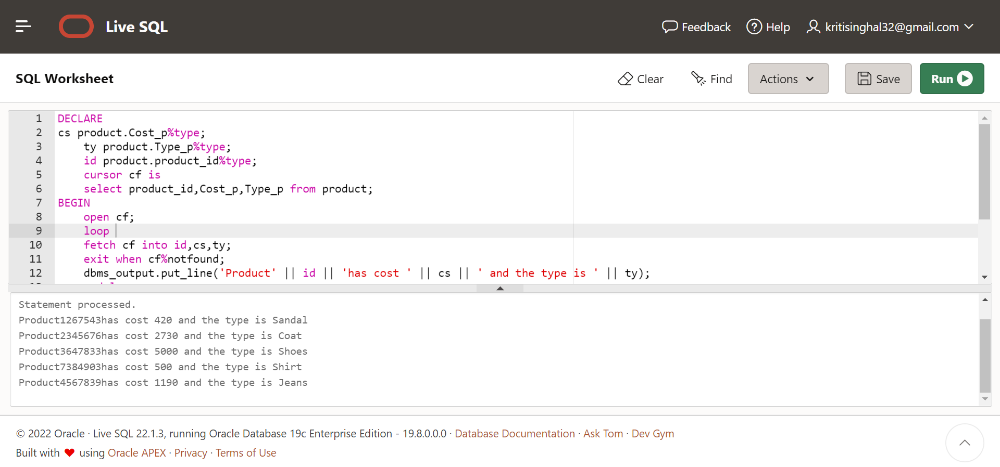 Live SQL
Feedback
Help
kritisinghal32@gmail.com
SQL Worksheet
Clear
Find
Actions
Save
Run
1 DECLARE
2 cs product.Cost_p%type;
3 ty product.Type_p%type;
4 id product.product_id%type;
5 cursor cf is
6 select product_id,Cost_p,Type_p from product;
7 BEGIN
8 open cf;
9 loop
10 fetch cf into id,cs,ty;
11 exit when cf%notfound;
12 dbms_output.put_line('Product' || id || 'has cost ' || cs || ' and the type is ' || ty);
Statement processed.
Product1267543has cost 420 and the type is Sandal
Product2345676has cost 2730 and the type is Coat
Product3647833has cost 5000 and the type is Shoes
Product7384903has cost 500 and the type is Shirt
Product4567839has cost 1190 and the type is Jeans
© 2022 Oracle · Live SQL 22.1.3, running Oracle Database 19c Enterprise Edition - 19.8.0.0.0 · Database Documentation · Ask Tom · Dev Gym
Built with ❤ using Oracle APEX · Privacy · Terms of Use